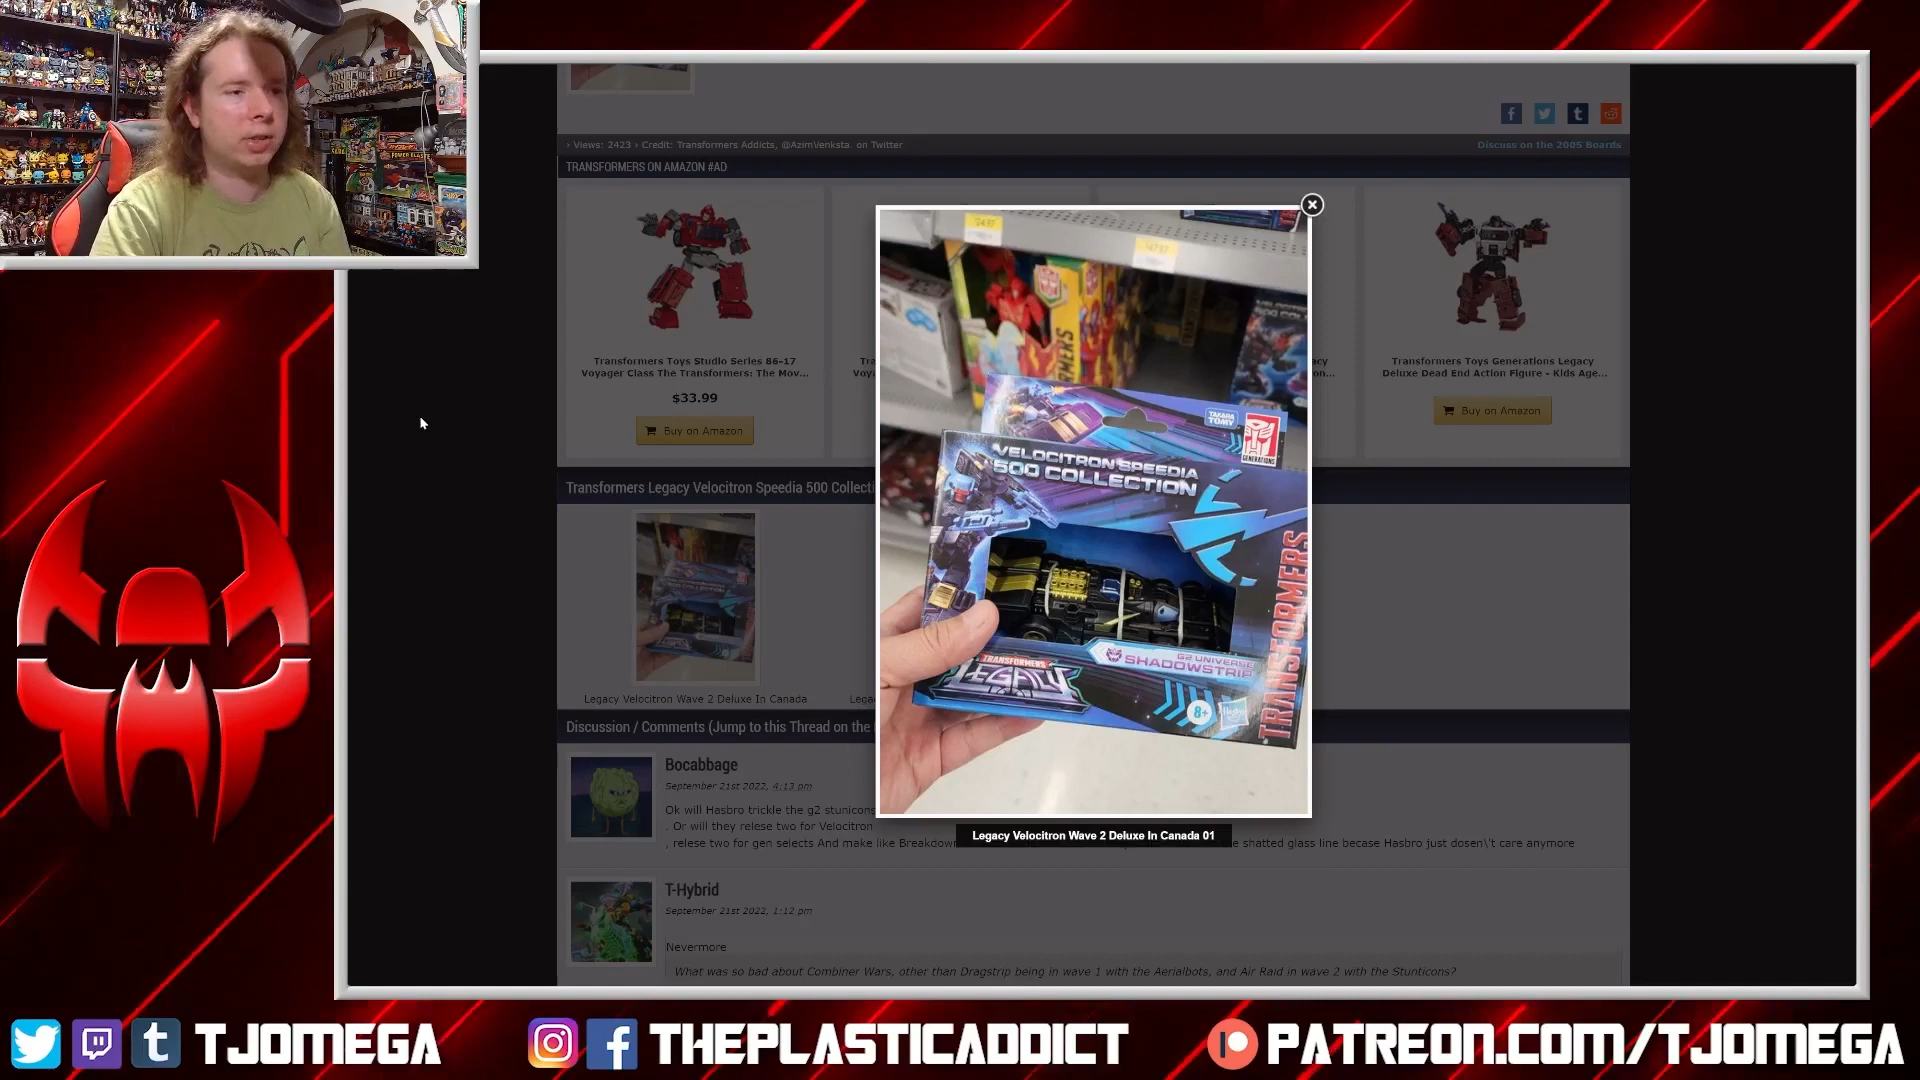 › Views: 2423 › Credit: Transformers Addicts, @AzimVenksta. on Twitter
Discuss on the 2005 Boards
TRANSFORMERS ON AMAZON #AD
Transformers Toys Studio Series 86-17
Voyager Class The Transformers: The Mov...
$33.99
Buy on Amazon
Transformers Toys Generations Legacy
Deluxe Dead End Action Figure - Kids Age...
Buy on Amazon
TAKARA
TOMY
GENERATIONS
VELOCITRON SPEEDIA
500 COLLECTION
TRANSFORMERS
G2 UNIVERSE
SHADOWSTRIP
TRANSFORMERS
LEGACY
8+
Hasbro
Legacy Velocitron Wave 2 Deluxe In Canada 01
Transformers Legacy Velocitron Speedia 500 Collecti
Legacy Velocitron Wave 2 Deluxe In Canada
Discussion / Comments (Jump to this Thread on the
Bocabbage
September 21st 2022, 4:13 pm
Ok will Hasbro trickle the g2 stunicons
. Or will they relese two for Velocitron
, relese two for gen selects And make like Breakdown
the shatted glass line becase Hasbro just dosen\'t care anymore
T-Hybrid
September 21st 2022, 1:12 pm
Nevermore
What was so bad about Combiner Wars, other than Dragstrip being in wave 1 with the Aerialbots, and Air Raid in wave 2 with the Stunticons?
TJOMEGA
THEPLASTICADDICT
PATREON.COM/TJOMEGA